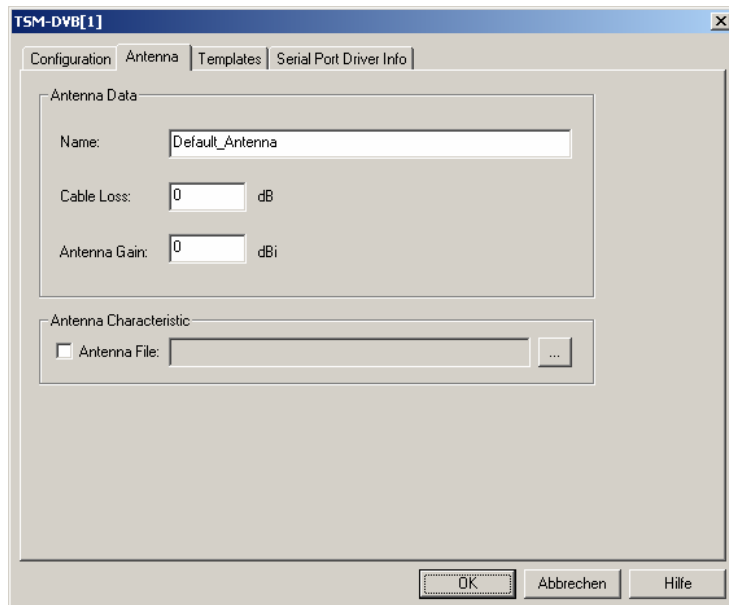 TSM-DVB[1]
Configuration Antenna Templates Serial Port Driver Info
Antenna Data
Name: Default_Antenna
Cable Loss: 0 dB
Antenna Gain: 0 dBi
Antenna Characteristic
Antenna File: ...
OK Abbrechen Hilfe